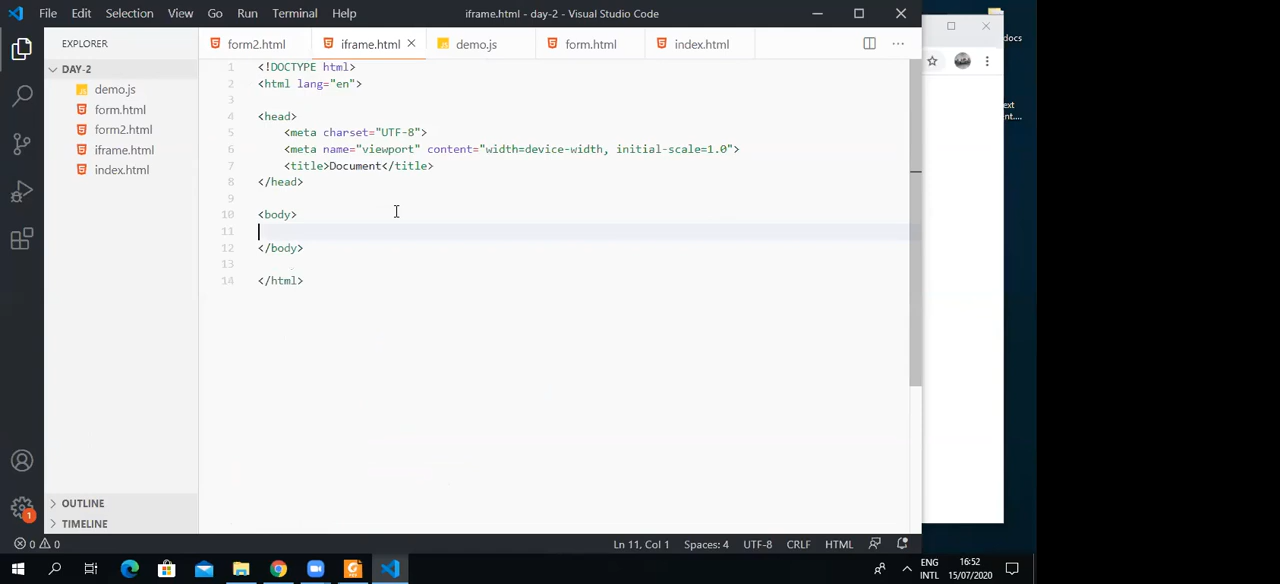 File Edit Selection View Go Run Terminal Help
iframe.html - day-2 - Visual Studio Code
EXPLORER
form2.html
iframe.html
demo.js
form.html
index.html
DAY-2
demo.js
form.html
form2.html
iframe.html
index.html
1 <!DOCTYPE html>
2 <html lang="en">
3
4 <head>
5 <meta charset="UTF-8">
6 <meta name="viewport" content="width=device-width, initial-scale=1.0">
7 <title>Document</title>
8 </head>
9
10 <body>
11
12 </body>
13
14 </html>
docs
OUTLINE
TIMELINE
1
0 0
Ln 11, Col 1 Spaces: 4 UTF-8 CRLF HTML
ENG
INTL
16:52
15/07/2020